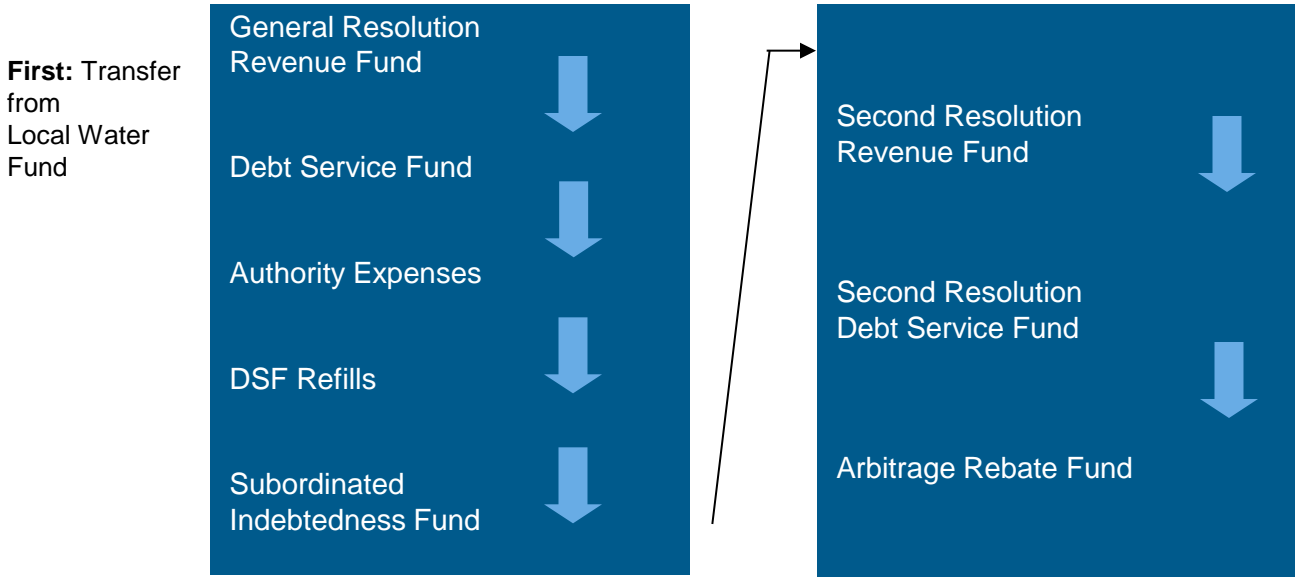 First: Transfer
from
Local Water
Fund
General Resolution
Revenue Fund
Debt Service Fund
Authority Expenses
DSF Refills
Subordinated
Indebtedness Fund
Second Resolution
Revenue Fund
Second Resolution
Debt Service Fund
Arbitrage Rebate Fund